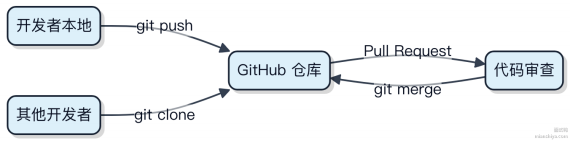 开发者本地
git push
GitHub 仓库
Pull Request
代码审查
git merge
其他开发者
git clone